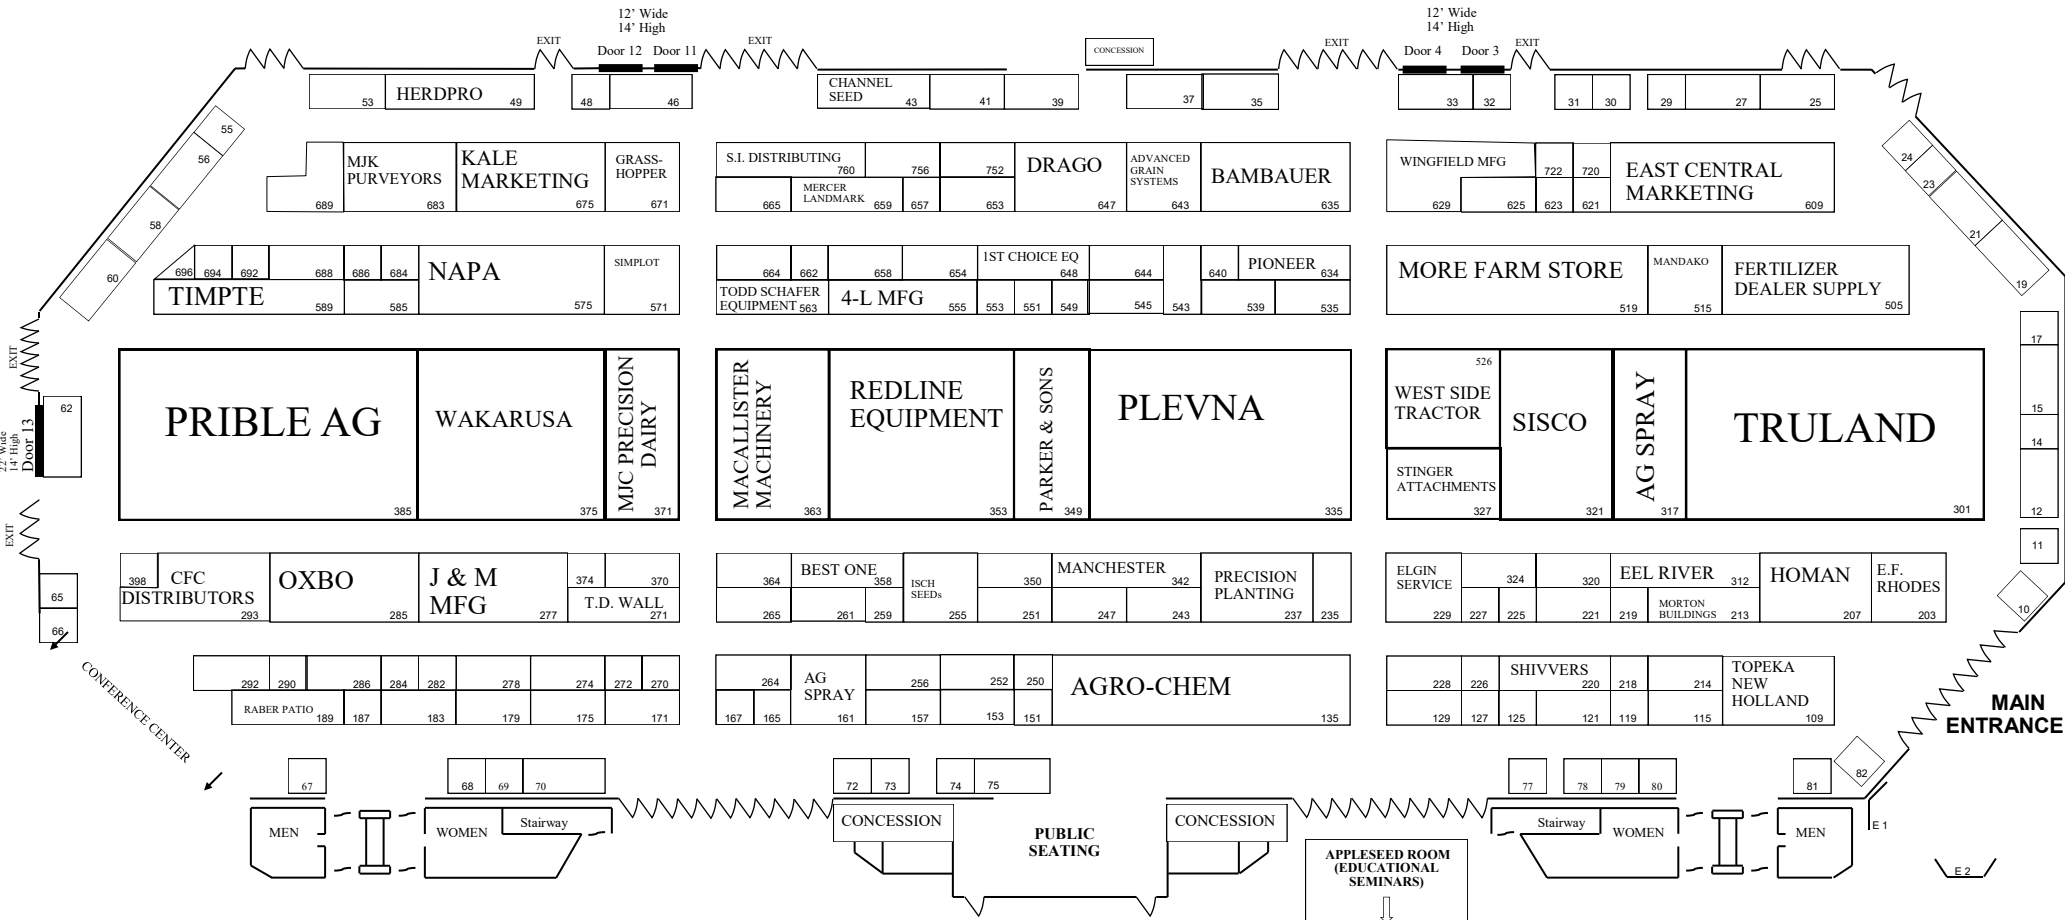 12' Wide
14' High
12' Wide
14' High
EXIT
Door 12 Door 11
EXIT
CONCESSION
EXIT
Door 4 Door 3
EXIT
53
HERDPRO 49
48
46
CHANNEL
SEED 43
41
39
37
35
33
32
31
30
29
27
25
55
56
58
60
689
MJK
PURVEYORS
683
KALE
MARKETING
675
GRASS-
HOPPER
671
S.I. DISTRIBUTING
760
756
752
665
MERCER
LANDMARK 659
657
653
DRAGO
647
ADVANCED
GRAIN
SYSTEMS
643
BAMBAUER
635
WINGFIELD MFG
629
722
720
625
623
621
EAST CENTRAL
MARKETING
609
24
23
21
19
696
694
692
688
686
684
TIMPTE
589
585
NAPA
575
SIMPLOT
571
664
662
658
654
1ST CHOICE EQ
648
644
640
PIONEER 634
TODD SCHAFER
EQUIPMENT 563
4-L MFG 555
553
551
549
545
543
539
535
MORE FARM STORE
519
MANDAKO
515
FERTILIZER
DEALER SUPPLY
505
EXIT
62
22' Wide
14' High
Door 13
EXIT
PRIBLE AG
385
WAKARUSA
375
MJC PRECISION
DAIRY
371
MACALLISTER
MACHINERY
363
REDLINE
EQUIPMENT
353
PARKER & SONS
349
PLEVNA
335
526
WEST SIDE
TRACTOR
STINGER
ATTACHMENTS
327
SISCO
321
AG SPRAY
317
TRULAND
301
17
15
14
12
11
10
65
66
CONFERENCE CENTER
398
CFC
DISTRIBUTORS
293
OXBO
285
J & M
MFG
277
374
370
T.D. WALL
271
364
BEST ONE
358
265
261
259
ISCH
SEEDs
255
350
251
MANCHESTER
342
247
243
PRECISION
PLANTING
237
235
ELGIN
SERVICE
229
324
320
227
225
221
219
EEL RIVER 312
MORTON
BUILDINGS 213
HOMAN
207
E.F.
RHODES
203
292
290
286
284
282
278
274
272
270
RABER PATIO 189
187
183
179
175
171
264
167
165
AG
SPRAY
161
256
252
250
157
153
151
AGRO-CHEM
135
228
226
SHIVVERS
220
218
214
129
127
125
121
119
115
TOPEKA
NEW
HOLLAND
109
MAIN
ENTRANCE
67
68
69
70
72
73
74
75
77
78
79
80
81
82
MEN
WOMEN
Stairway
CONCESSION
PUBLIC
SEATING
CONCESSION
APPLESEED ROOM
(EDUCATIONAL
SEMINARS)
Stairway
WOMEN
MEN
E 1
E 2